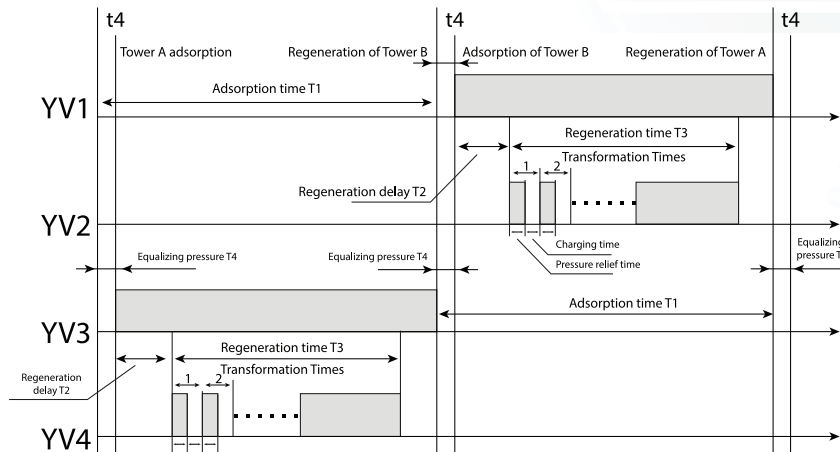 t4
t4
t4
Tower A adsorption
Regeneration of Tower B
Adsorption of Tower B
Regeneration of Tower A
Adsorption time T1
YV1
Regeneration time T3
Transformation Times
1
2
Regeneration delay T2
YV2
Charging time
Pressure relief time
Equalizing pressure T4
Equalizing pressure T4
Equalizing
pressure T
Adsorption time T1
YV3
Regeneration time T3
Transformation Times
1
2
Regeneration
delay T2
YV4